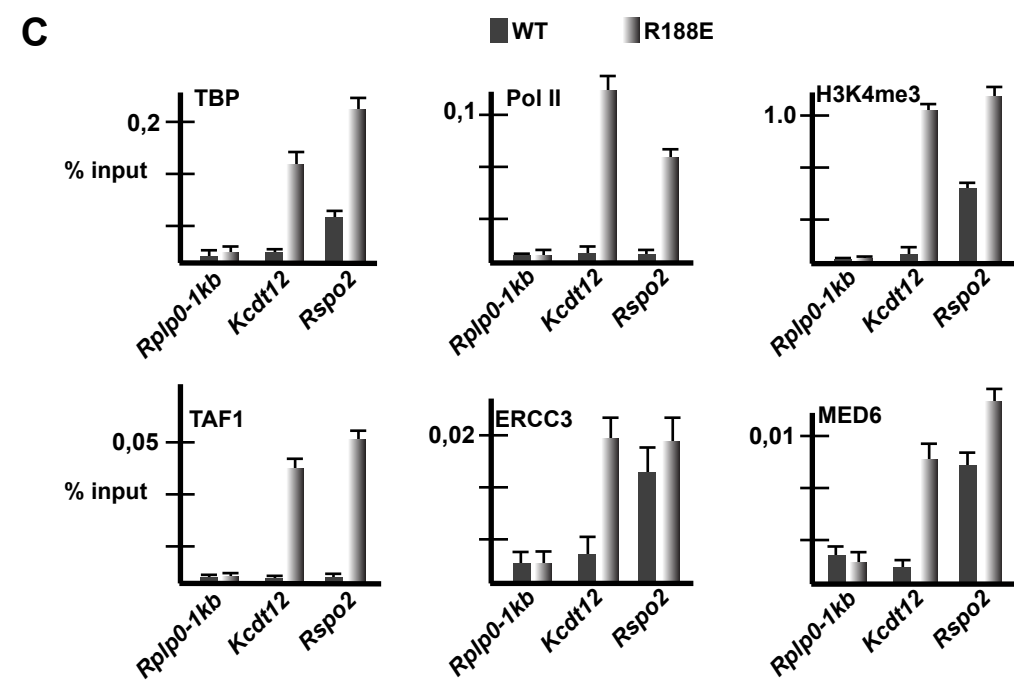 C
WT R188E
TBP Pol II H3K4me3
0,2 0,1 1.0
% input
Rplp0-1kb Kcdt12 Rspo2 Rplp0-1kb Kcdt12 Rspo2 Rplp0-1kb Kcdt12 Rspo2
TAF1 ERCC3 MED6
0,05 0,02 0,01
% input
Rplp0-1kb Kcdt12 Rspo2 Rplp0-1kb Kcdt12 Rspo2 Rplp0-1kb Kcdt12 Rspo2